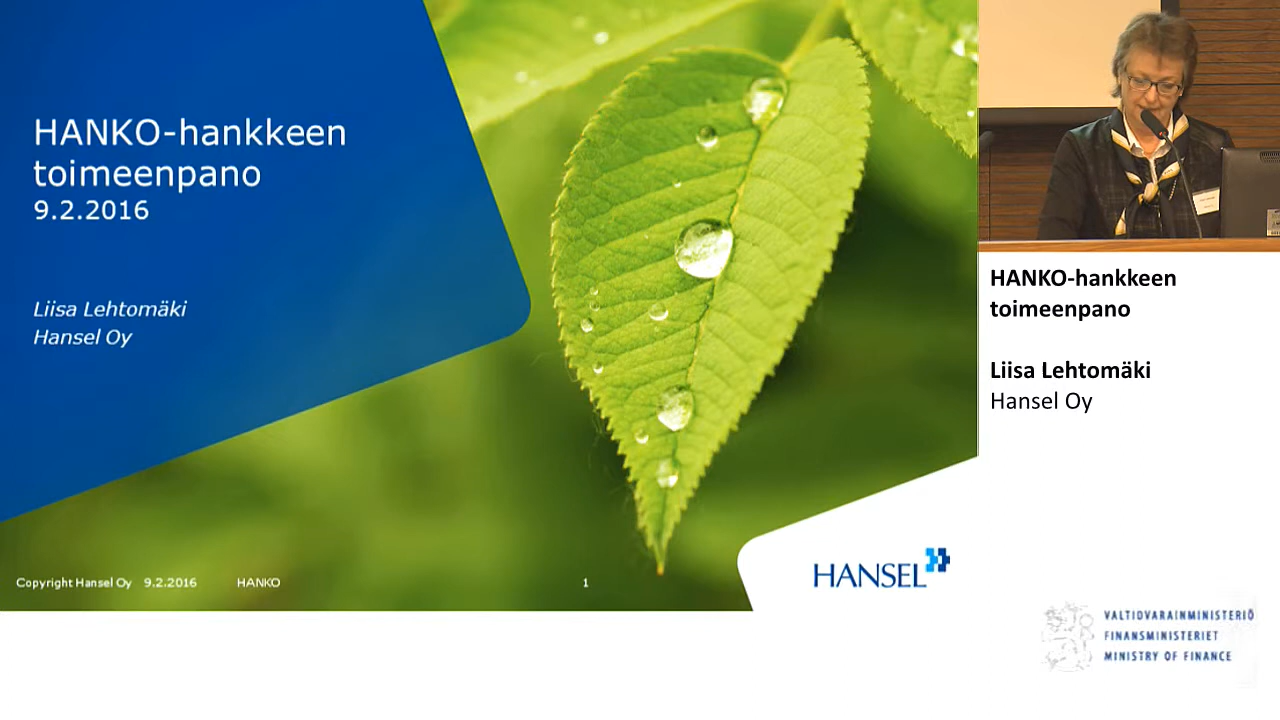 HANKO-hankkeen
toimeenpano
9.2.2016
Liisa Lehtomäki
Hansel Oy
Copyright Hansel Oy 9.2.2016 HANKO 1
HANSEL
HANKO-hankkeen
toimeenpano
Liisa Lehtomäki
Hansel Oy
VALTIOVARAINMINISTERIÖ
FINANSMINISTERIET
MINISTRY OF FINANCE